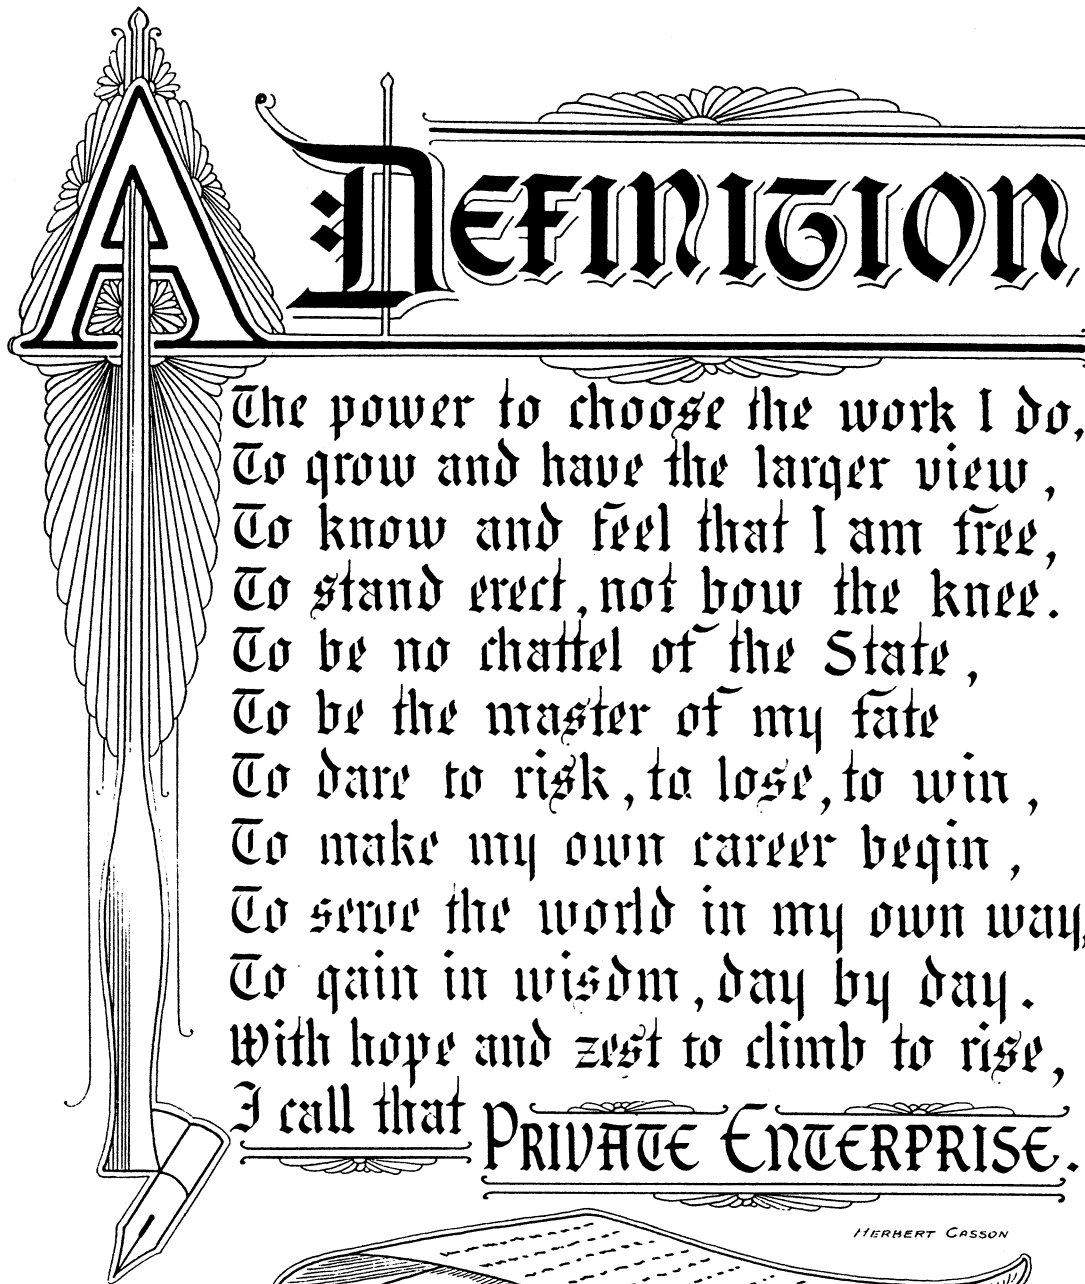 A DEFINITION
The power to choose the work I do,
To grow and have the larger view,
To know and feel that I am free,
To stand erect, not bow the knee.
To be no chattel of the State,
To be the master of my fate
To dare to risk, to lose, to win,
To make my own career begin,
To serve the world in my own way,
To gain in wisdm, day by day.
With hope and zest to climb to rise,
I call that PRIVATE ENTERPRISE.
HERBERT CASSON